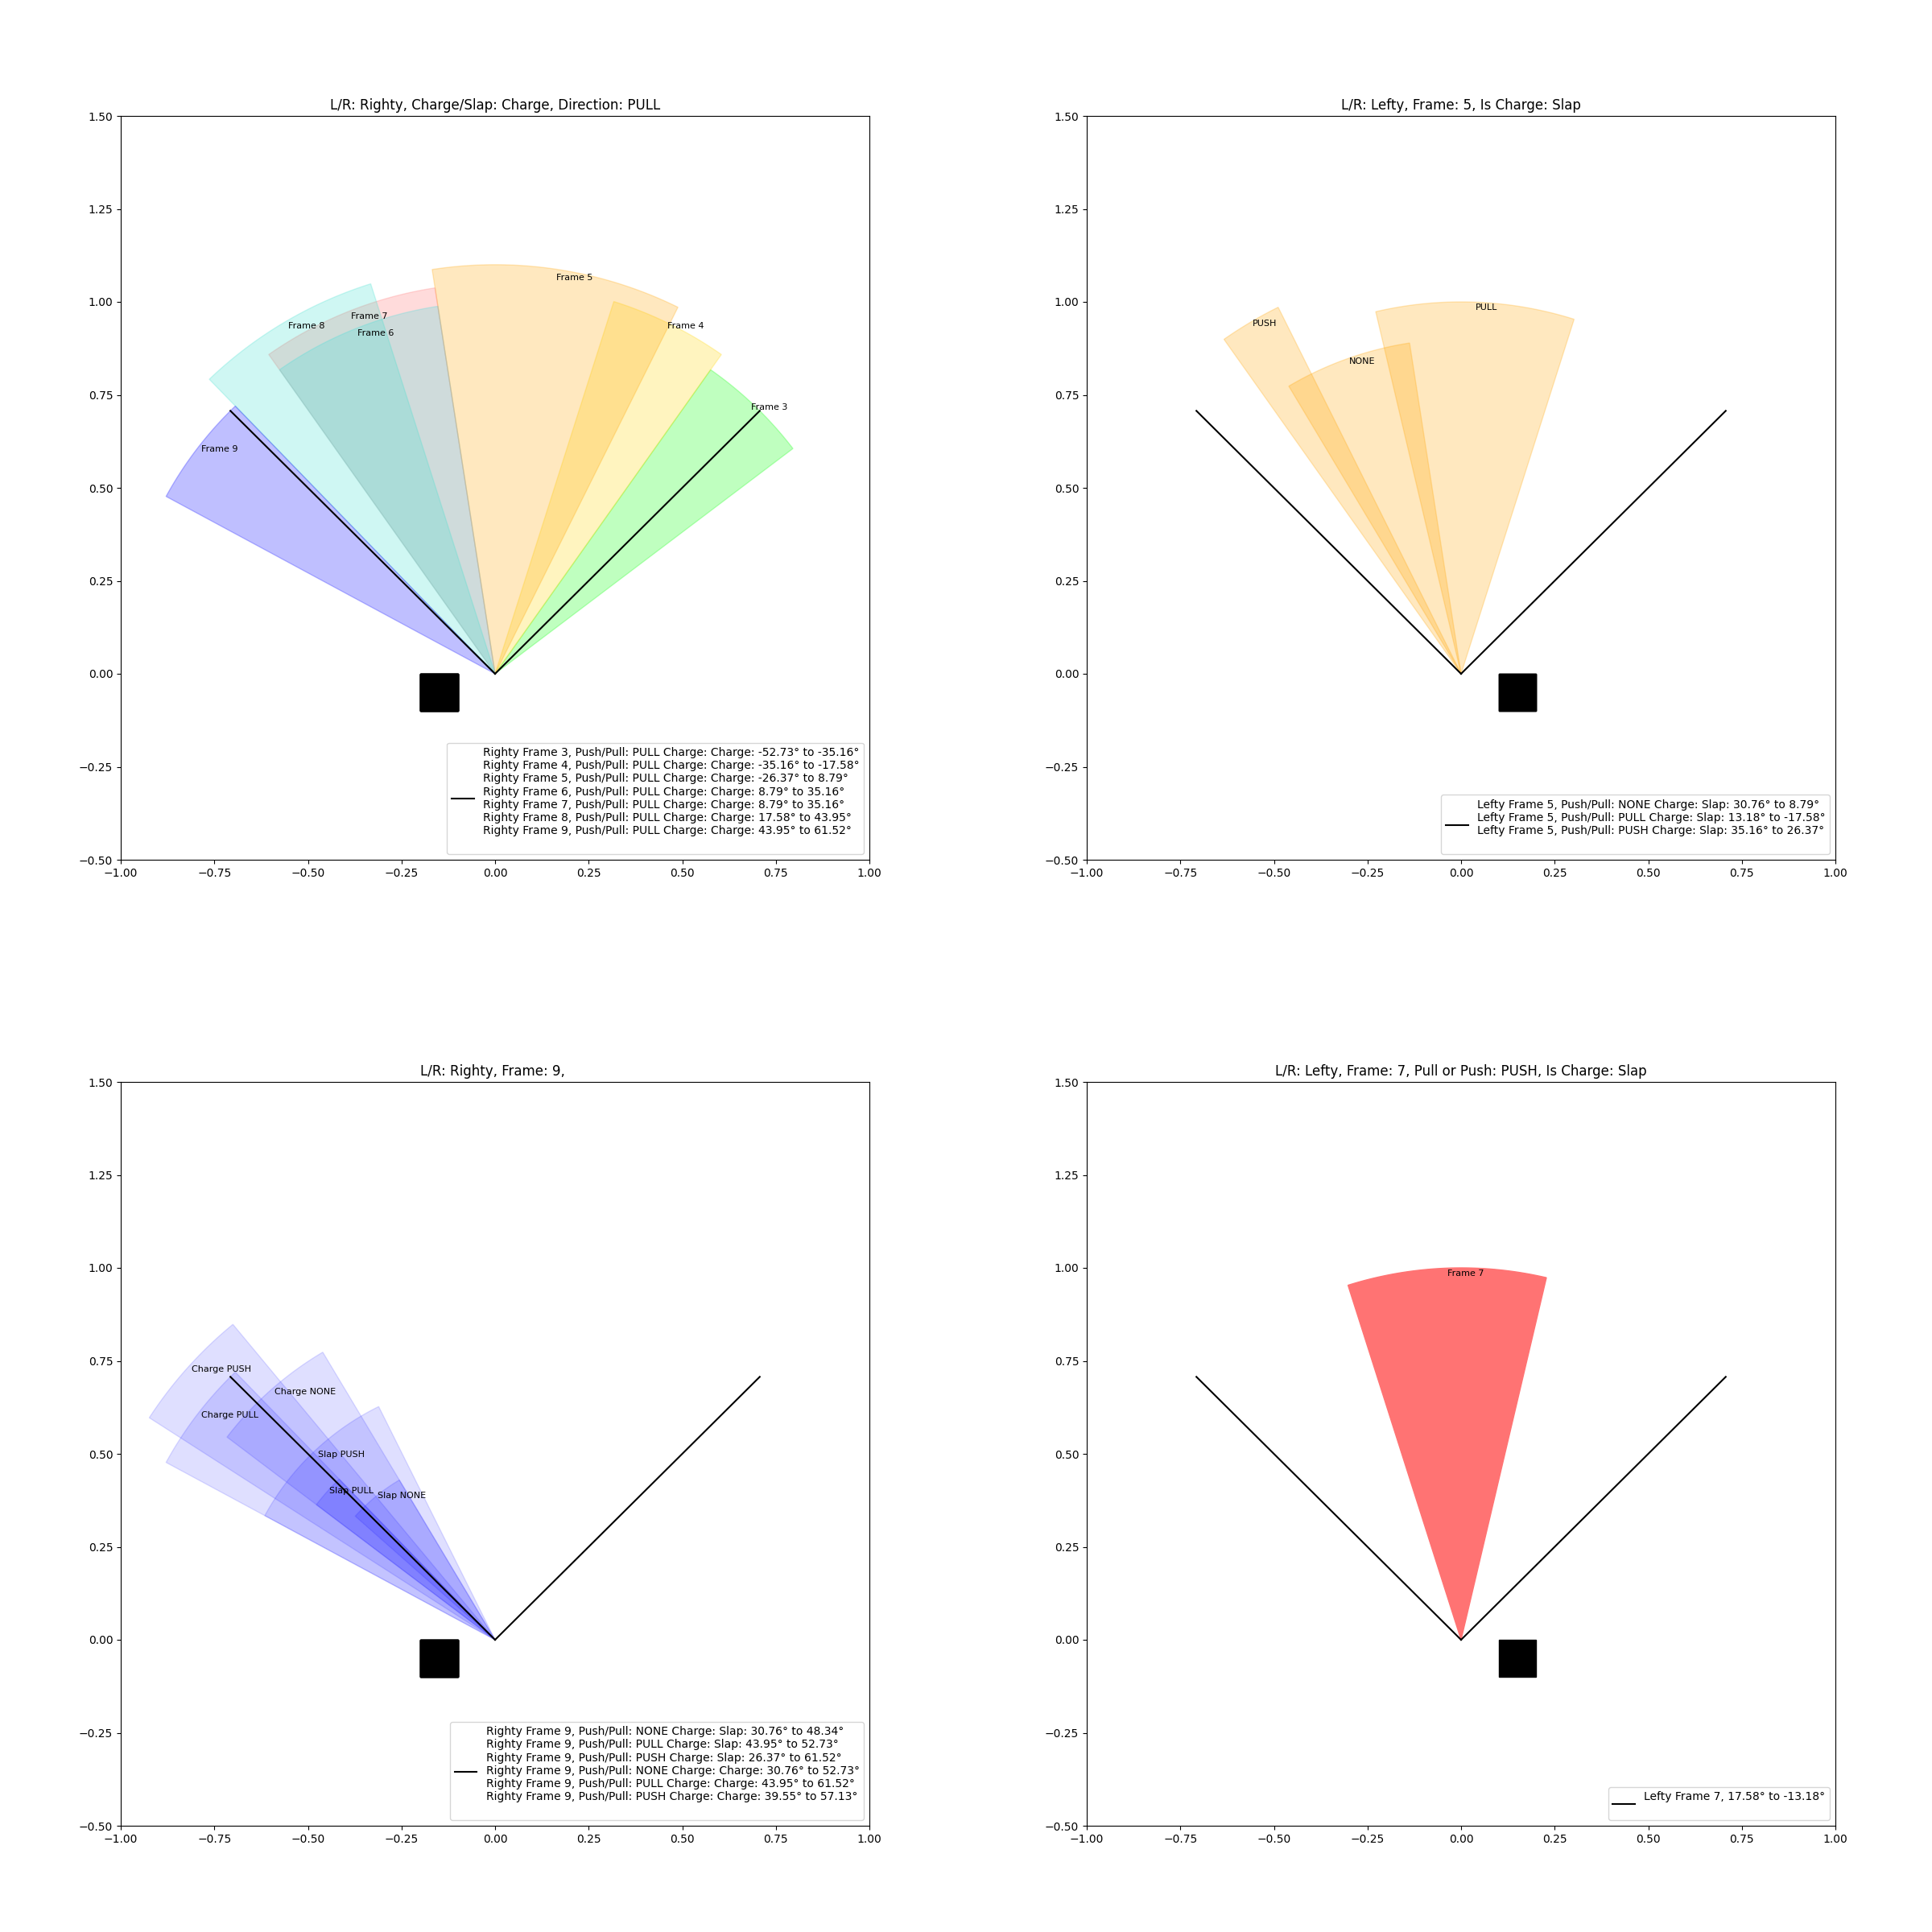 L/R: Righty, Charge/Slap: Charge, Direction: PULL
1.50
1.25
1.00
0.75
0.50
0.25
0.00
−0.25
−0.50
Frame 5
Frame 7
Frame 8
Frame 4
Frame 6
Frame 3
Frame 9
Righty Frame 3, Push/Pull: PULL Charge: Charge: -52.73° to -35.16°
Righty Frame 4, Push/Pull: PULL Charge: Charge: -35.16° to -17.58°
Righty Frame 5, Push/Pull: PULL Charge: Charge: -26.37° to 8.79°
Righty Frame 6, Push/Pull: PULL Charge: Charge: 8.79° to 35.16°
Righty Frame 7, Push/Pull: PULL Charge: Charge: 8.79° to 35.16°
Righty Frame 8, Push/Pull: PULL Charge: Charge: 17.58° to 43.95°
Righty Frame 9, Push/Pull: PULL Charge: Charge: 43.95° to 61.52°
−1.00 −0.75 −0.50 −0.25 0.00 0.25 0.50 0.75 1.00
L/R: Lefty, Frame: 5, Is Charge: Slap
1.50
1.25
1.00
0.75
0.50
0.25
0.00
−0.25
−0.50
PULL
PUSH
NONE
Lefty Frame 5, Push/Pull: NONE Charge: Slap: 30.76° to 8.79°
Lefty Frame 5, Push/Pull: PULL Charge: Slap: 13.18° to -17.58°
Lefty Frame 5, Push/Pull: PUSH Charge: Slap: 35.16° to 26.37°
−1.00 −0.75 −0.50 −0.25 0.00 0.25 0.50 0.75 1.00
L/R: Righty, Frame: 9,
1.50
1.25
1.00
0.75
0.50
0.25
0.00
−0.25
−0.50
Charge PUSH
Charge NONE
Charge PULL
Slap PUSH
Slap PULL
Slap NONE
Righty Frame 9, Push/Pull: NONE Charge: Slap: 30.76° to 48.34°
Righty Frame 9, Push/Pull: PULL Charge: Slap: 43.95° to 52.73°
Righty Frame 9, Push/Pull: PUSH Charge: Slap: 26.37° to 61.52°
Righty Frame 9, Push/Pull: NONE Charge: Charge: 30.76° to 52.73°
Righty Frame 9, Push/Pull: PULL Charge: Charge: 43.95° to 61.52°
Righty Frame 9, Push/Pull: PUSH Charge: Charge: 39.55° to 57.13°
−1.00 −0.75 −0.50 −0.25 0.00 0.25 0.50 0.75 1.00
L/R: Lefty, Frame: 7, Pull or Push: PUSH, Is Charge: Slap
1.50
1.25
1.00
0.75
0.50
0.25
0.00
−0.25
−0.50
Frame 7
Lefty Frame 7, 17.58° to -13.18°
−1.00 −0.75 −0.50 −0.25 0.00 0.25 0.50 0.75 1.00